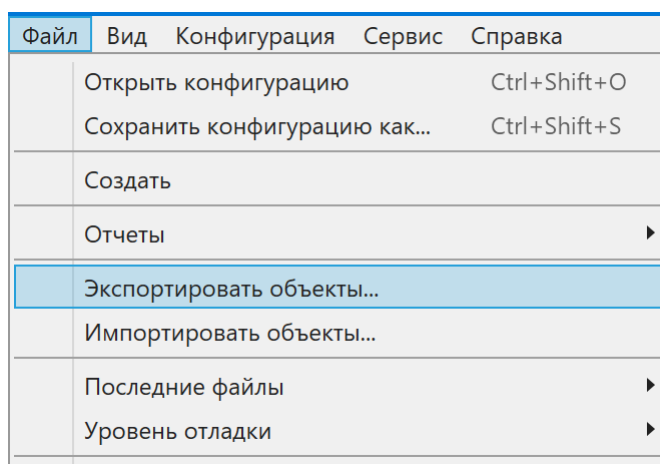 Файл Вид Конфигурация Сервис Справка
Открыть конфигурацию Ctrl+Shift+O
Сохранить конфигурацию как... Ctrl+Shift+S
Создать
Отчеты
Экспортировать объекты...
Импортировать объекты...
Последние файлы
Уровень отладки